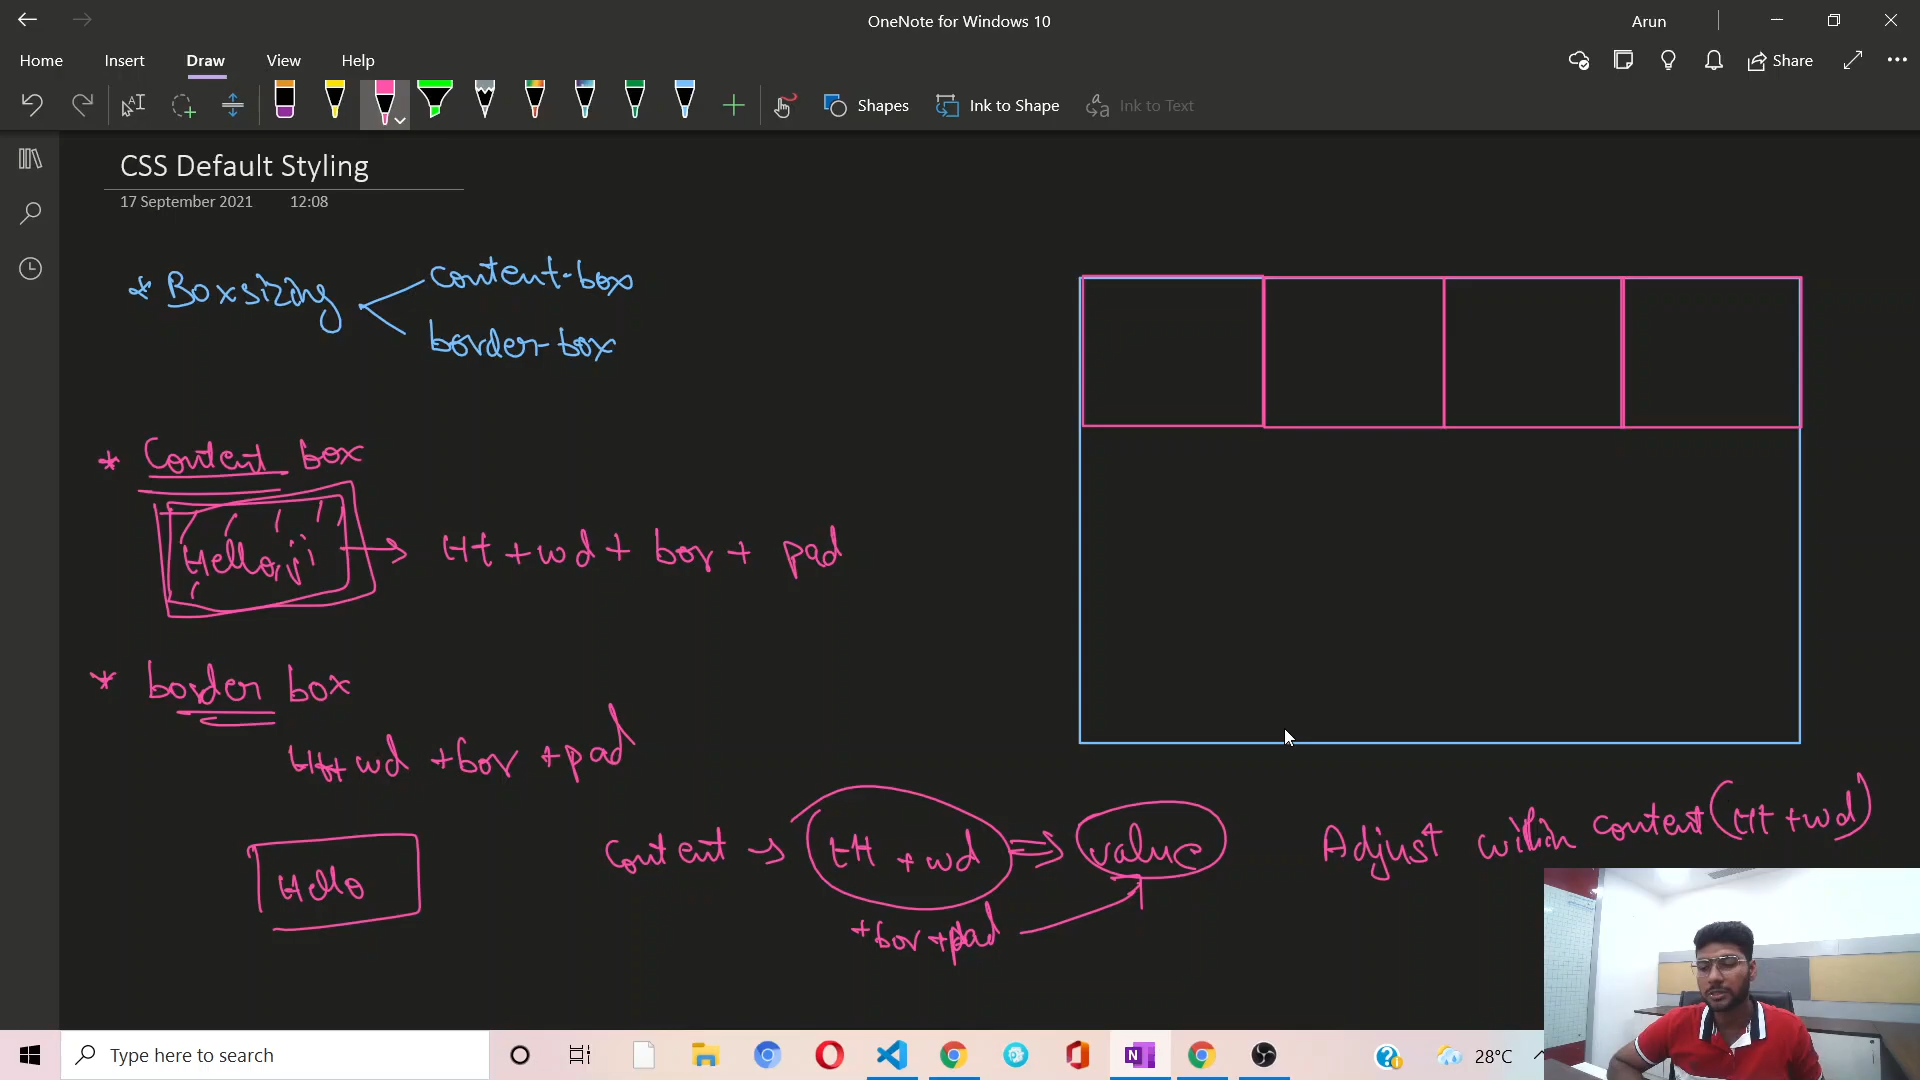 OneNote for Windows 10
Arun
Home Insert Draw View Help
Share
Shapes Ink to Shape Ink to Text
CSS Default Styling
17 September 2021 12:08
* Boxsizing
content-box
border-box
* Content box
Hello ji
Ht + wd + bor + pad
* border box
Ht + wd + bor + pad
Hello
Content → Ht + wd ⇒ value
+ bor + pad
Adjust within content (Ht + wd)
Type here to search
28°C